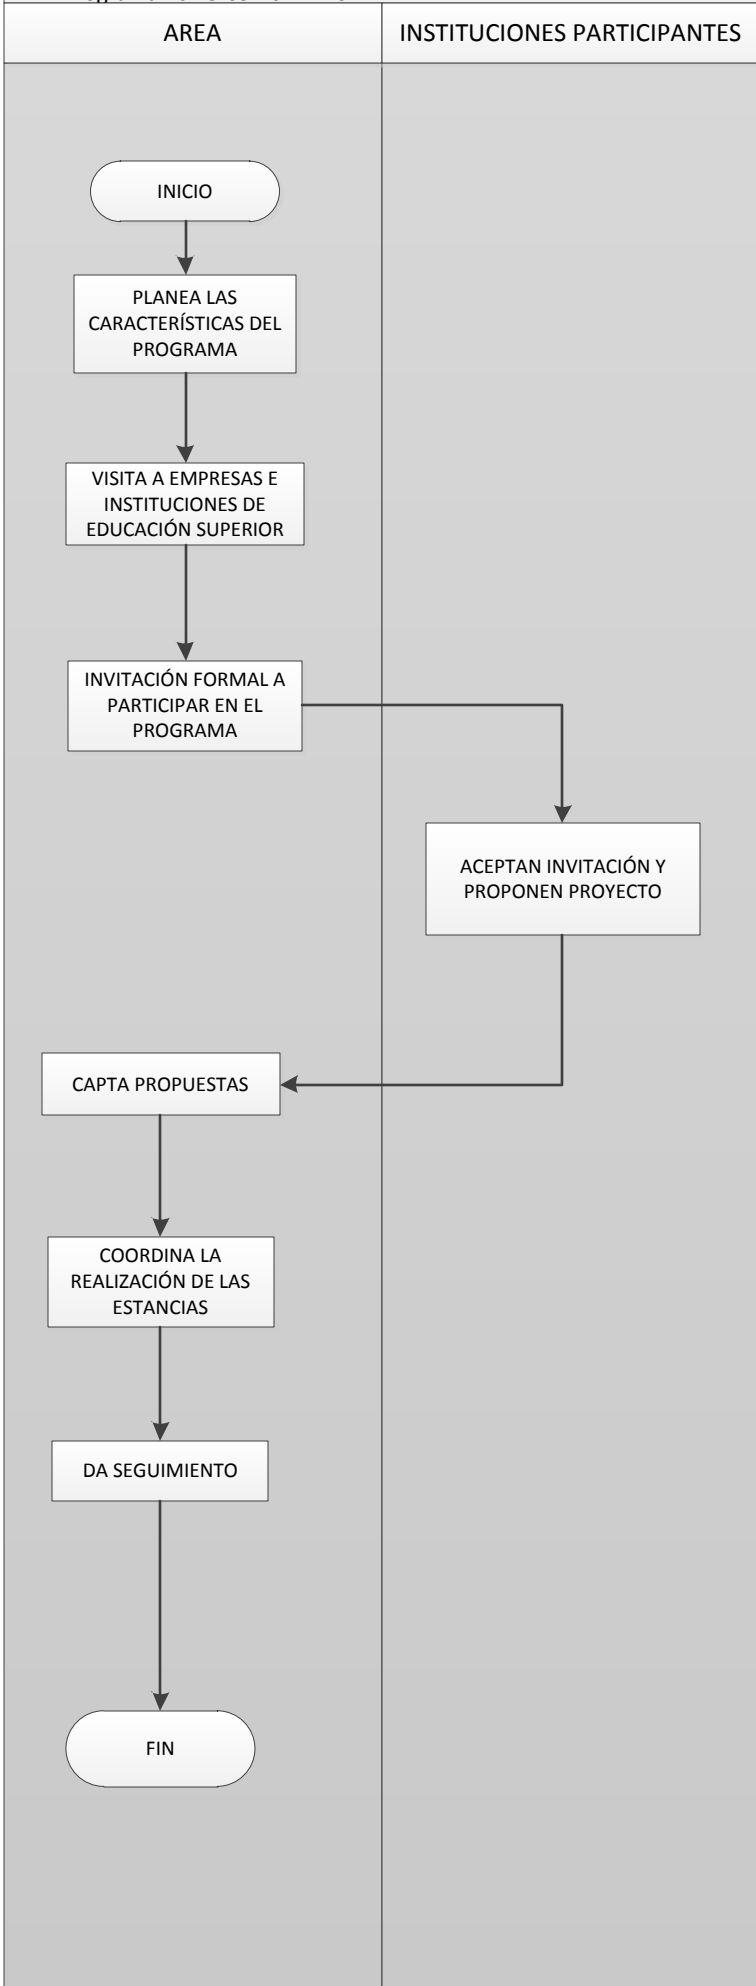 AREA
INSTITUCIONES PARTICIPANTES
INICIO
PLANEA LAS
CARACTERÍSTICAS DEL
PROGRAMA
VISITA A EMPRESAS E
INSTITUCIONES DE
EDUCACIÓN SUPERIOR
INVITACIÓN FORMAL A
PARTICIPAR EN EL
PROGRAMA
ACEPTAN INVITACIÓN Y
PROPONEN PROYECTO
CAPTA PROPUESTAS
COORDINA LA
REALIZACIÓN DE LAS
ESTANCIAS
DA SEGUIMIENTO
FIN